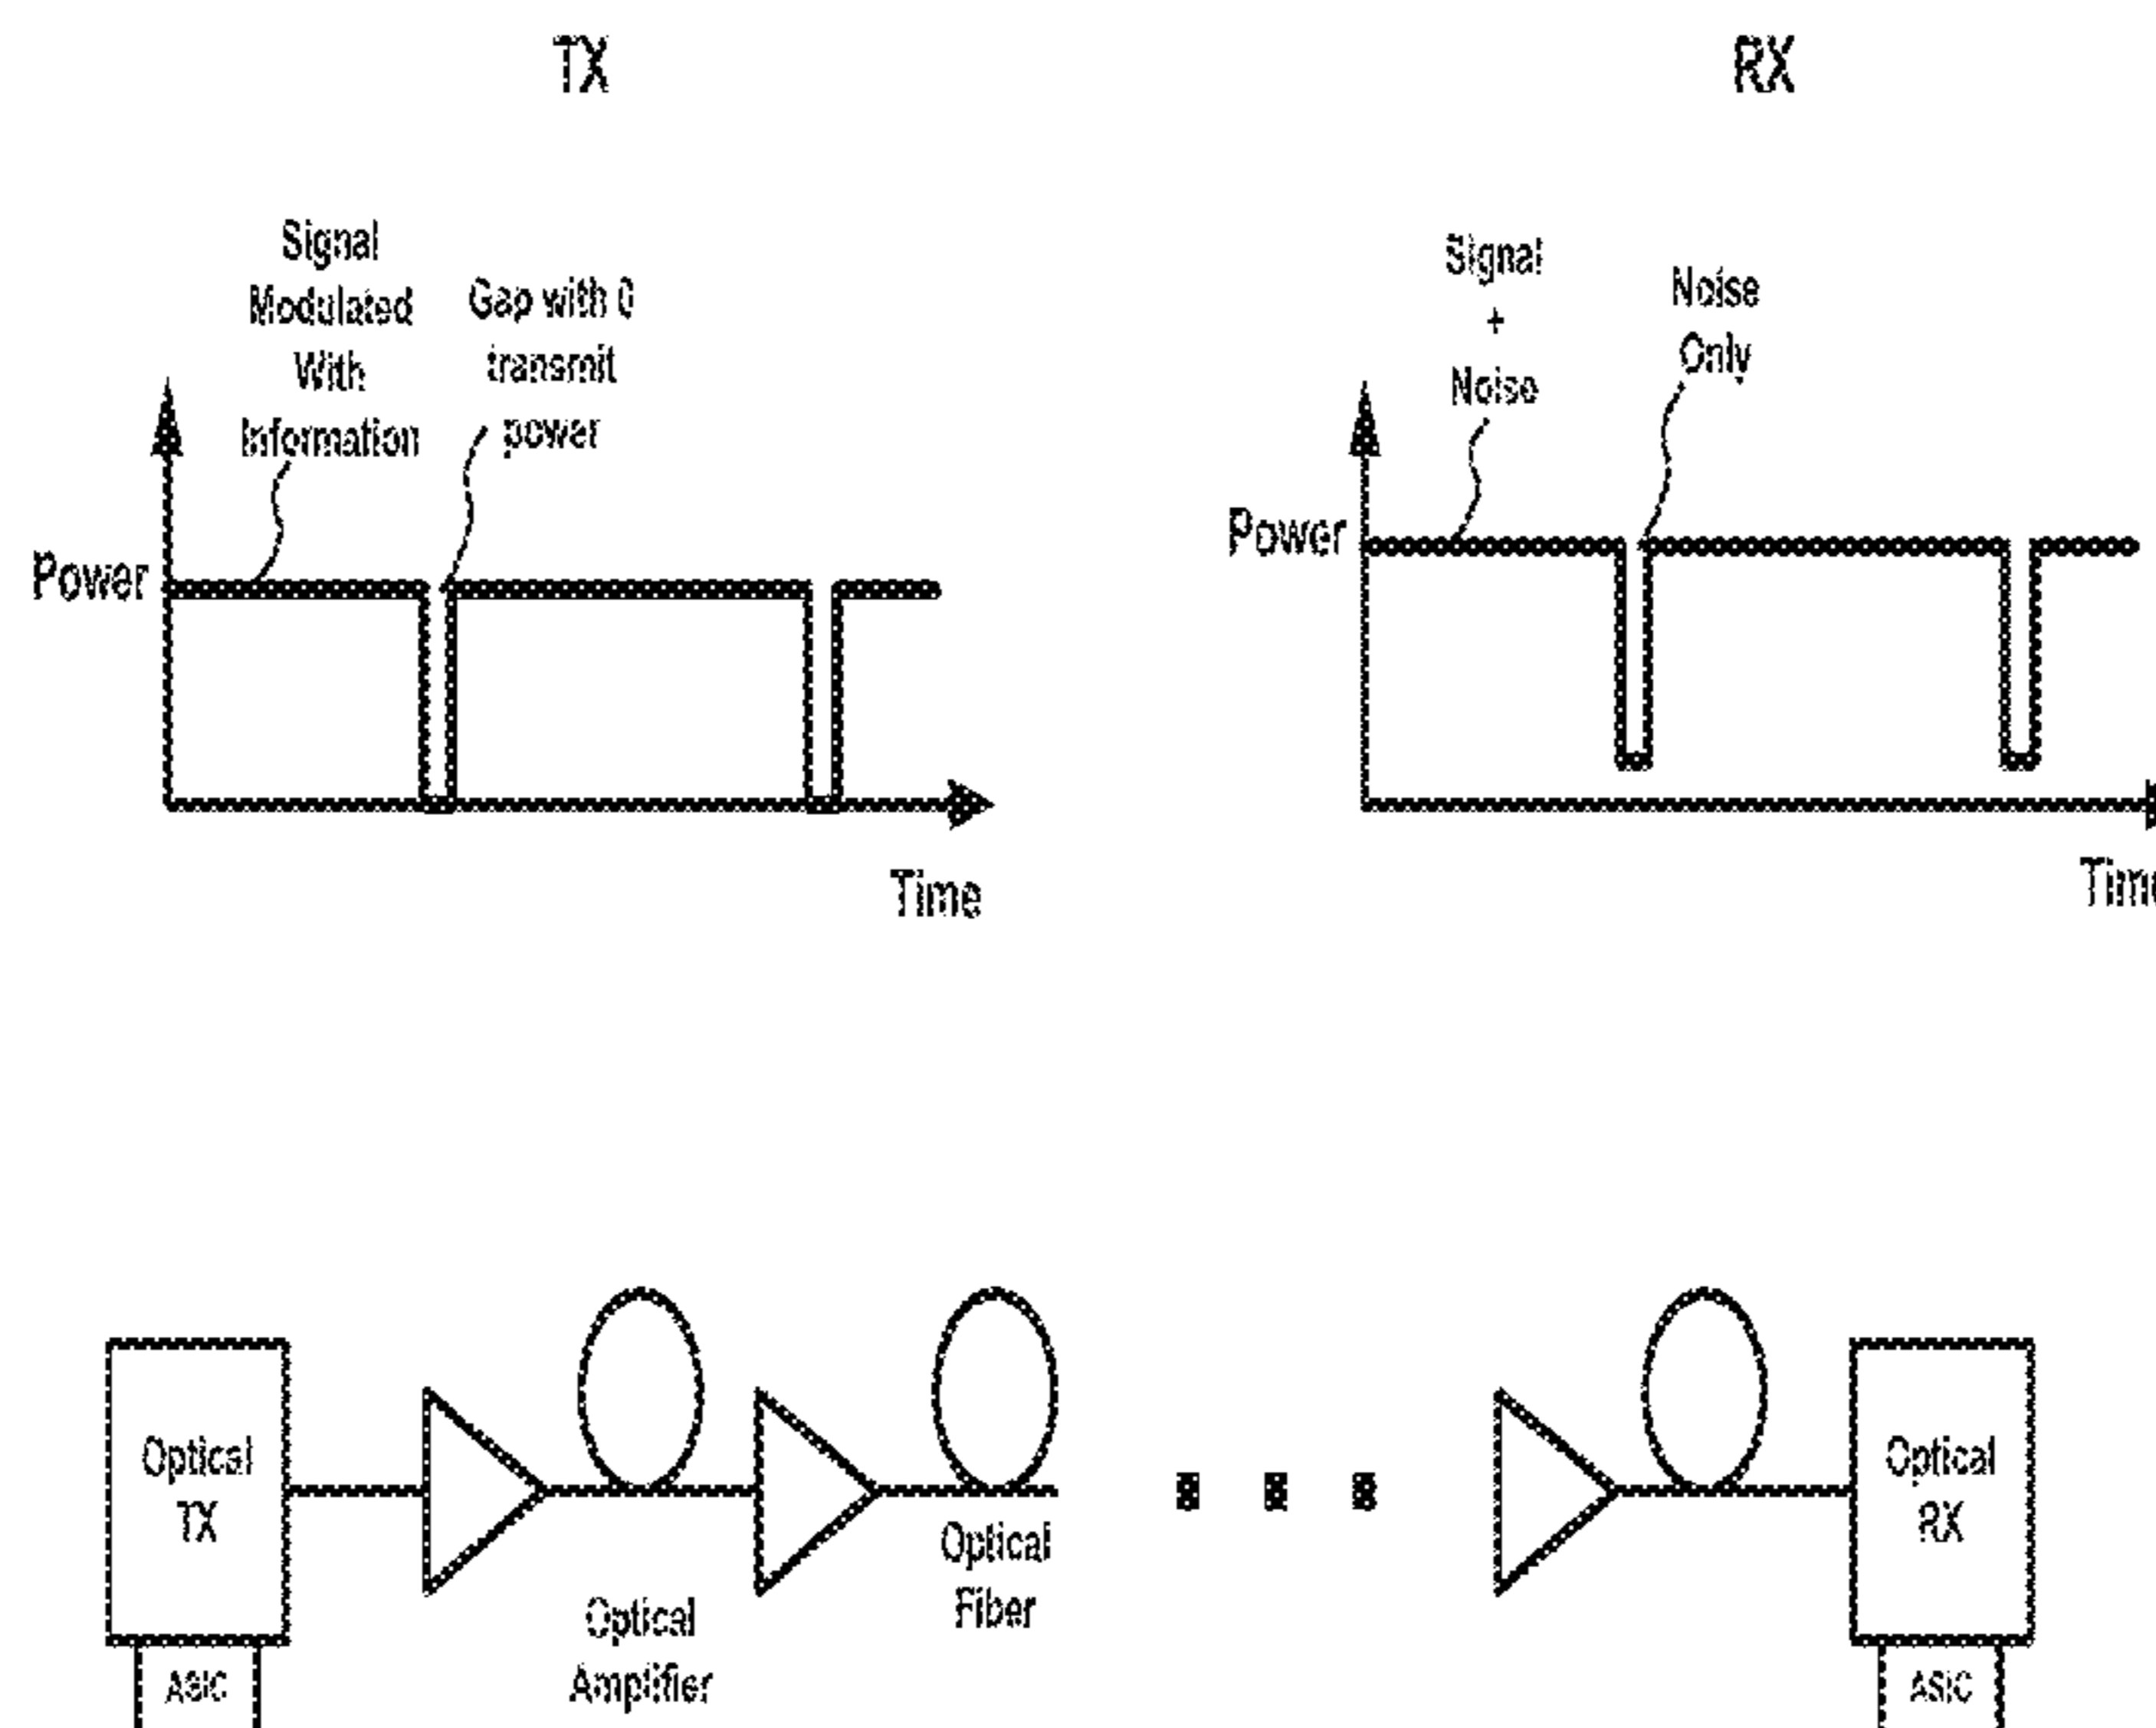 TX
Signal
Modulated
With
Information
Gap with 0
transmit
power
Power
Time
RX
Signal
+
Noise
Noise
Only
Power
Time
Optical
TX
ASIC
Optical
Amplifier
Optical
Fiber
Optical
RX
ASIC